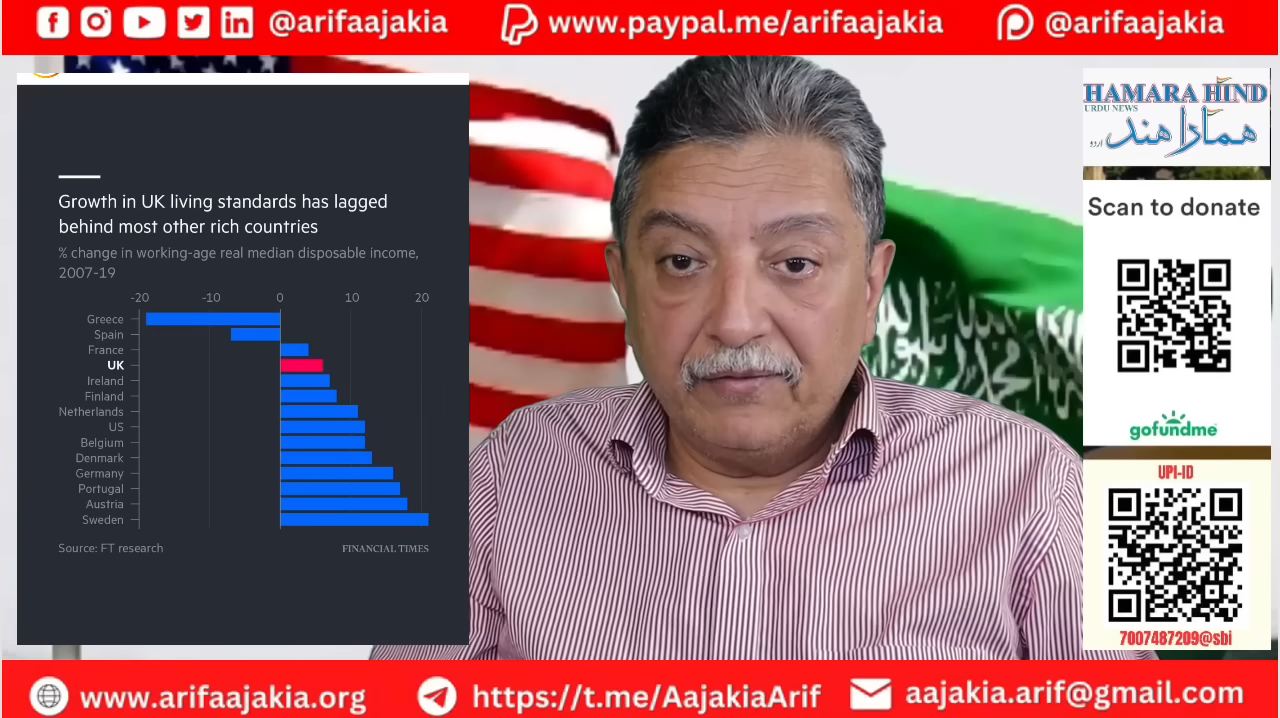 @arifaajakia
www.paypal.me/arifaajakia
@arifaajakia
Growth in UK living standards has lagged
behind most other rich countries
% change in working-age real median disposable income,
2007-19
-20 -10 0 10 20
Greece
Spain
France
UK
Ireland
Finland
Netherlands
US
Belgium
Denmark
Germany
Portugal
Austria
Sweden
Source: FT research
FINANCIAL TIMES
HAMARA HIND
URDU NEWS
ھمارا ھند
اردو
Scan to donate
gofundme
UPI-ID
7007487209@sbi
www.arifaajakia.org
https://t.me/AajakiaArif
aajakia.arif@gmail.com